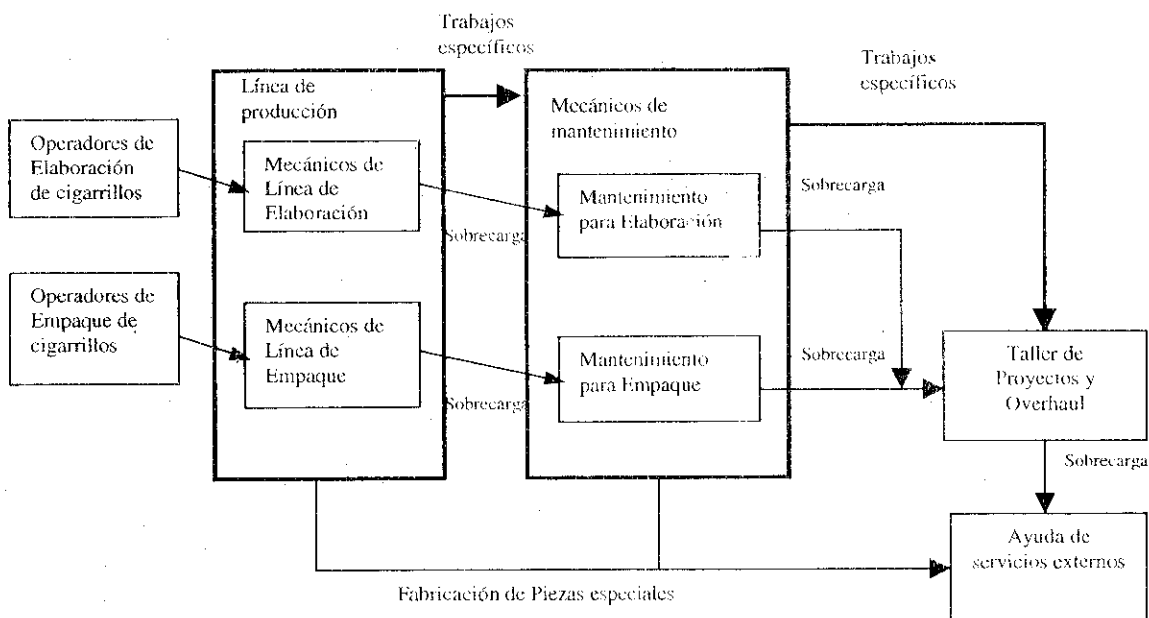 Trabajos
específicos
Trabajos
específicos
Línea de
producción
Mecánicos de
mantenimiento
Operadores de
Elaboración
de cigarrillos
Mecánicos de
Línea de
Elaboración
Mantenimiento
para Elaboración
Sobrecarga
Sobrecarga
Operadores de
Empaque de
cigarrillos
Mecánicos de
Línea de
Empaque
Mantenimiento
para Empaque
Sobrecarga
Sobrecarga
Taller de
Proyectos y
Overhaul
Sobrecarga
Ayuda de
servicios externos
Fabricación de Piezas especiales